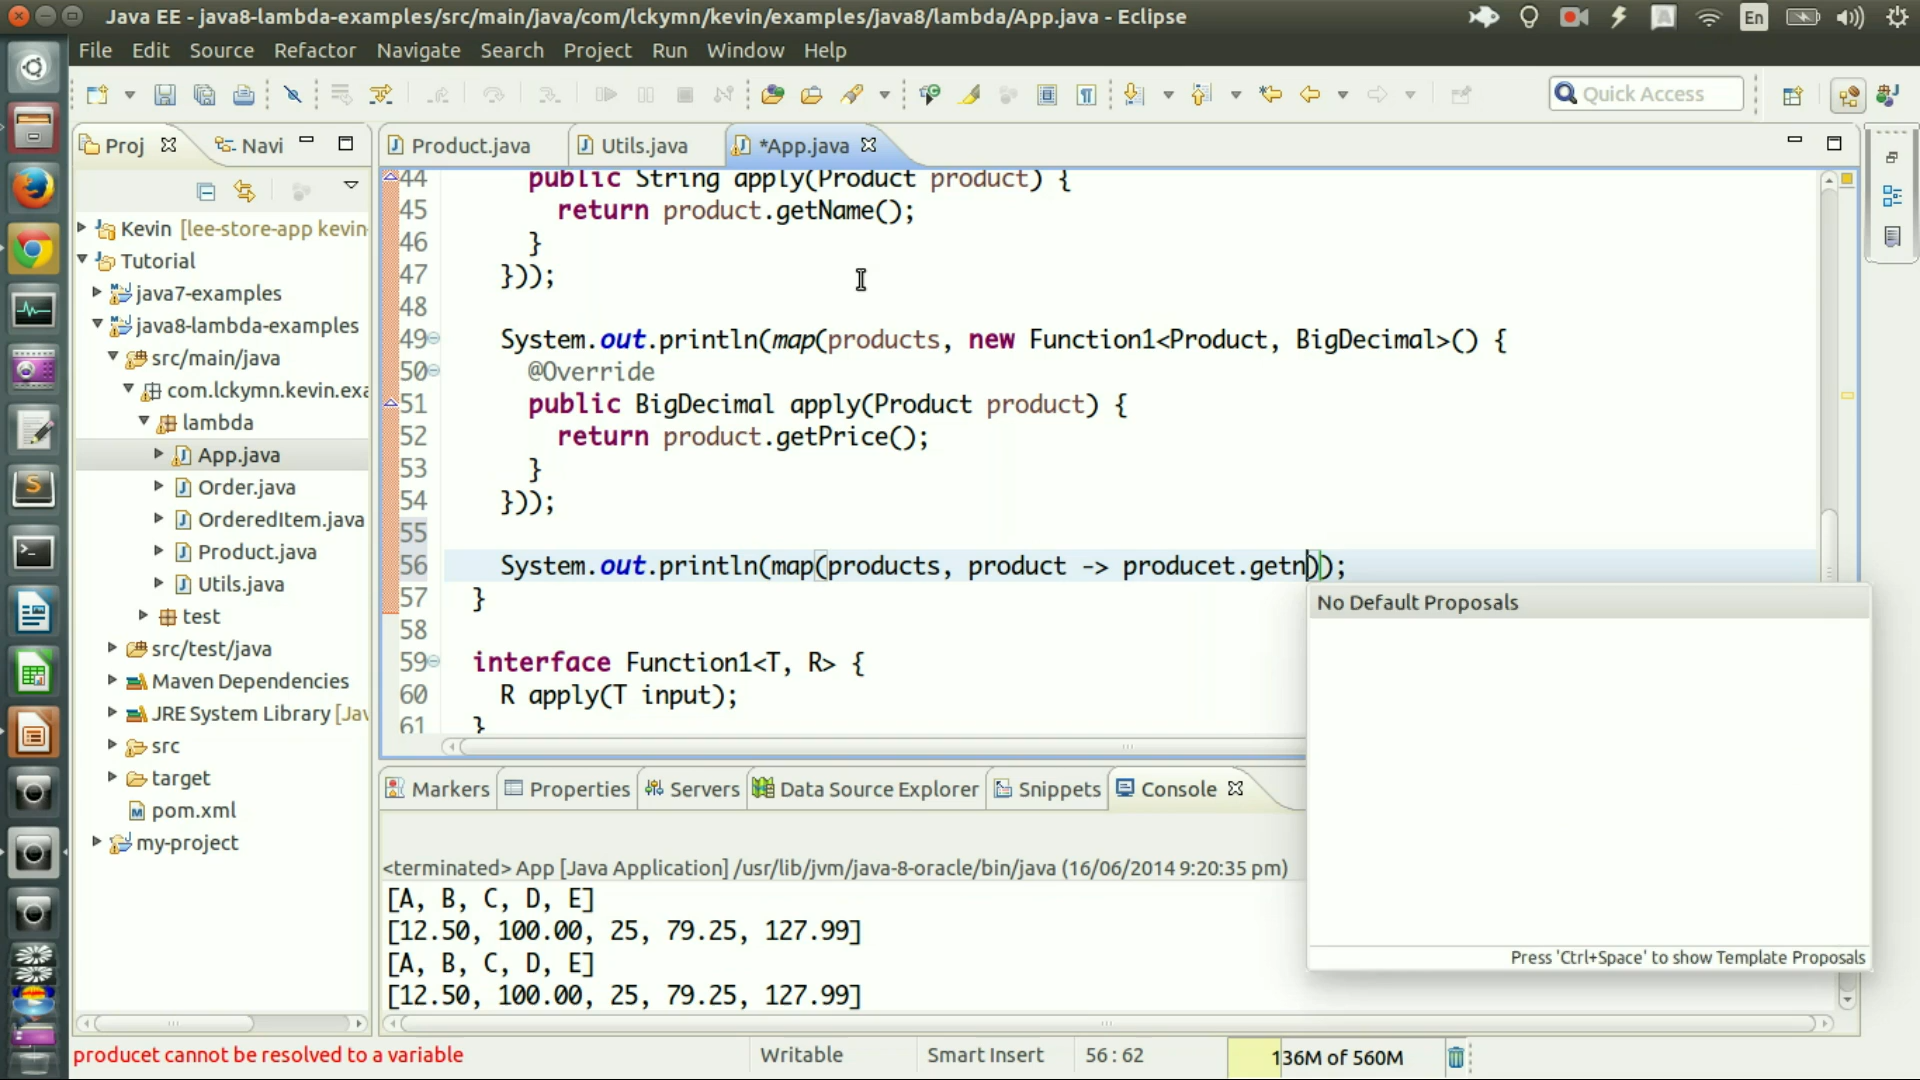 Java EE - java8-lambda-examples/src/main/java/com/lckymn/kevin/examples/java8/lambda/App.java - Eclipse
En
File Edit Source Refactor Navigate Search Project Run Window Help
Quick Access
Proj Navi
Product.java Utils.java *App.java
Kevin [lee-store-app kevin-
Tutorial
java7-examples
java8-lambda-examples
src/main/java
com.lckymn.kevin.exa
lambda
App.java
Order.java
OrderedItem.java
Product.java
Utils.java
test
src/test/java
Maven Dependencies
JRE System Library [Jav
src
target
pom.xml
my-project
44 public String apply(Product product) {
45 return product.getName();
46 }
47 }));
48
49 System.out.println(map(products, new Function1<Product, BigDecimal>() {
50 @Override
51 public BigDecimal apply(Product product) {
52 return product.getPrice();
53 }
54 }));
55
56 System.out.println(map(products, product -> producet.getn));
57 }
58
59 interface Function1<T, R> {
60 R apply(T input);
61 }
No Default Proposals
Press 'Ctrl+Space' to show Template Proposals
Markers Properties Servers Data Source Explorer Snippets Console
<terminated> App [Java Application] /usr/lib/jvm/java-8-oracle/bin/java (16/06/2014 9:20:35 pm)
[A, B, C, D, E]
[12.50, 100.00, 25, 79.25, 127.99]
[A, B, C, D, E]
[12.50, 100.00, 25, 79.25, 127.99]
producet cannot be resolved to a variable Writable Smart Insert 56 : 62 136M of 560M